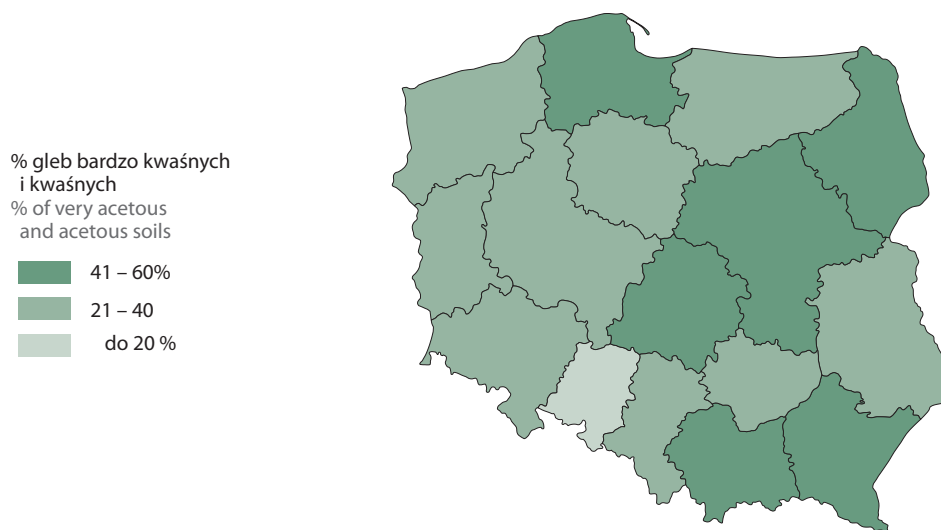 % gleb bardzo kwaśnych
i kwaśnych
% of very acetous
and acetous soils
41 – 60%
21 – 40
do 20 %